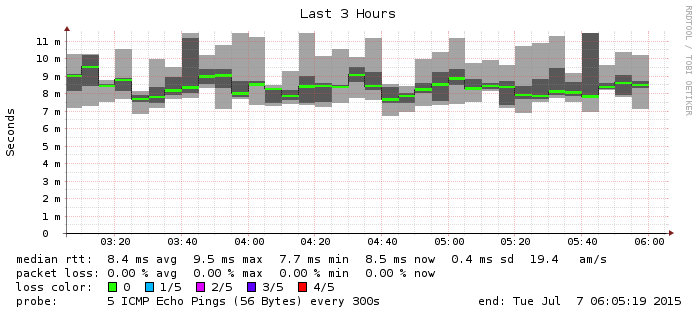 Last 3 Hours
RRDTOOL / TOBI OETIKER
Seconds
11 m
10 m
9 m
8 m
7 m
6 m
5 m
4 m
3 m
2 m
1 m
0
03:20 03:40 04:00 04:20 04:40 05:00 05:20 05:40 06:00
median rtt: 8.4 ms avg 9.5 ms max 7.7 ms min 8.5 ms now 0.4 ms sd 19.4 am/s
packet loss: 0.00 % avg 0.00 % max 0.00 % min 0.00 % now
loss color: 0 1/5 2/5 3/5 4/5
probe: 5 ICMP Echo Pings (56 Bytes) every 300s end: Tue Jul 7 06:05:19 2015